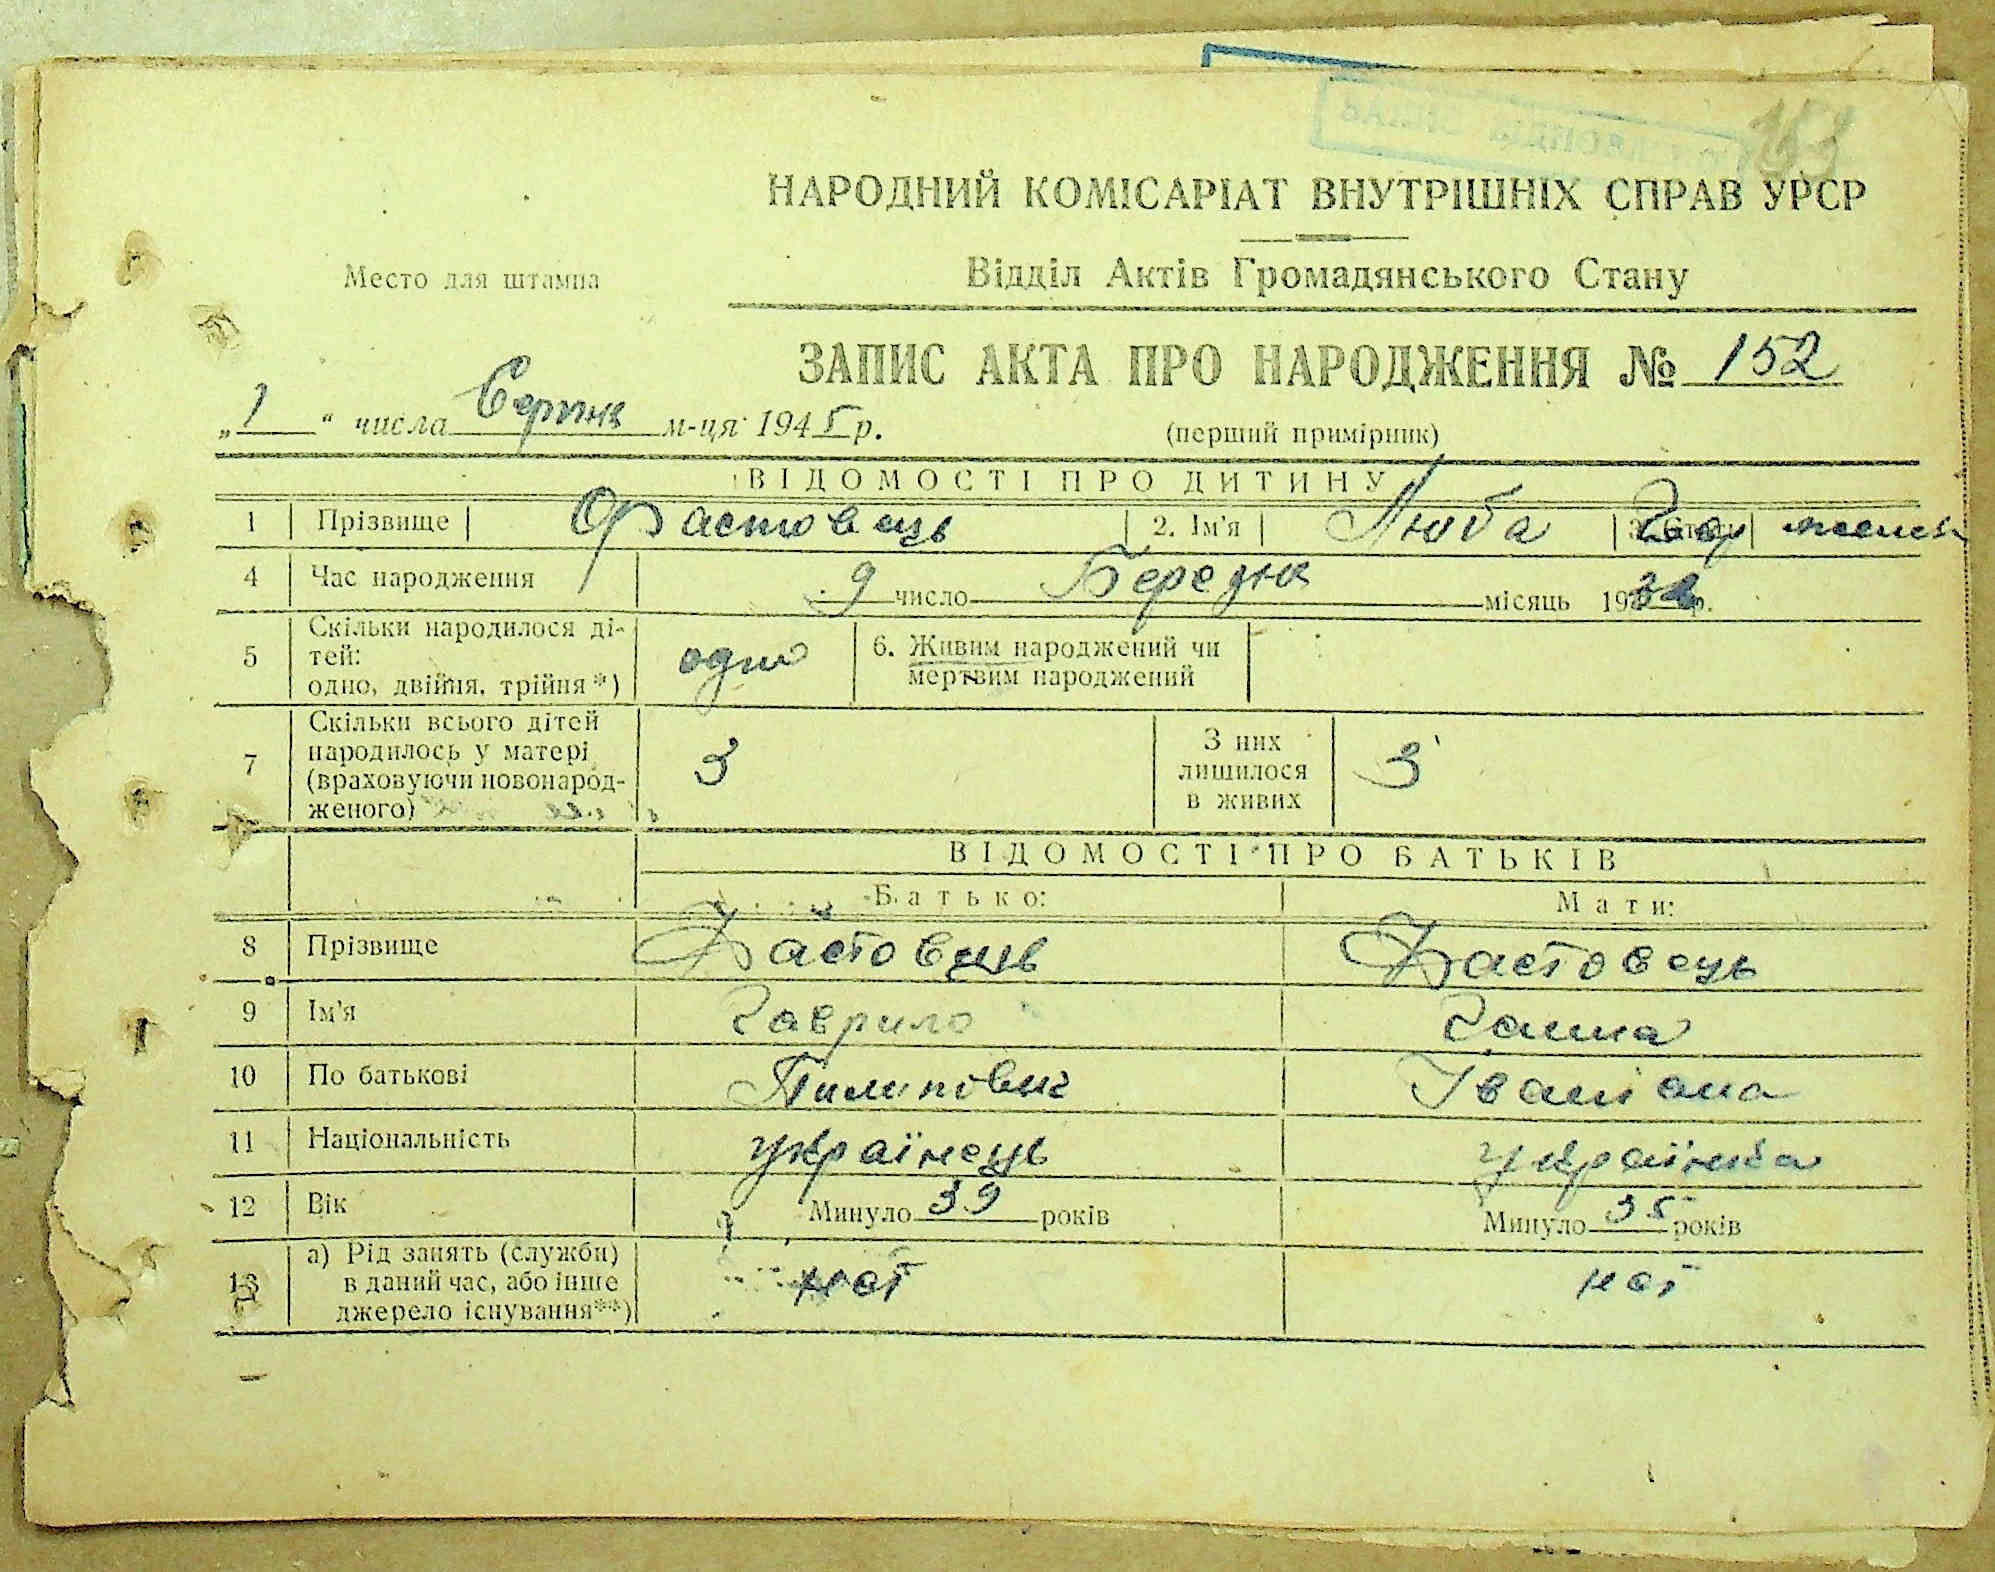 НАРОДНИЙ КОМІСАРІАТ ВНУТРІШНІХ СПРАВ УРСР
Место для штампа
Відділ Актів Громадянського Стану
ЗАПИС АКТА ПРО НАРОДЖЕННЯ № 152
„1“ числа Серпня м-ця 1945 р.
(перший примірник)
ВІДОМОСТІ ПРО ДИТИНУ
1 Прізвище Фастовець 2. Ім'я Люба
4 Час народження 9 число Березня місяць 19 р.
5 Скільки народилося ді-
тей:
одно, двійня, трійня*) одно
6. Живим народжений чи
мертвим народжений
7 Скільки всього дітей
народилось у матері
(враховуючи новонарод-
женого) 3
З них
лишилося
в живих 3
ВІДОМОСТІ ПРО БАТЬКІВ
Батько: Мати:
8 Прізвище Фастовець Фастовець
9 Ім'я Гаврило Ганна
10 По батькові Пилипович
11 Національність українець українка
12 Вік Минуло 39 років Минуло 35 років
13 а) Рід занять (служби)
в даний час, або інше
джерело існування**)